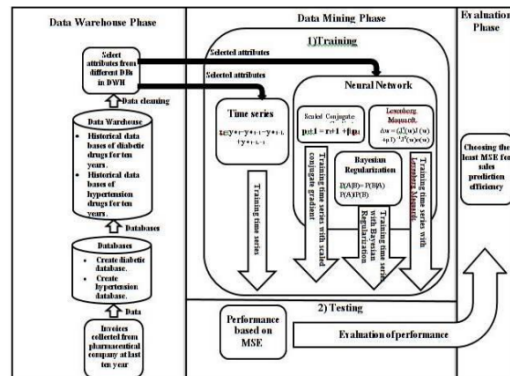 Data Warehouse Phase
Select
attributes from
different DBs
in DWH
Data cleaning
Data Warehouse
• Historical data
bases of diabetic
drugs for ten
years.
• Historical data
bases of
hypertension
drugs for ten
years.
Databases
Databases
• Create diabetic
database.
• Create
hypertension
database.
Data
Invoices
collected from
pharmaceutical
company at last
ten year
Data Mining Phase
1)Training
Selected attributes
Selected attributes
Time series
Neural Network
Scaled Conjugate
Bayesian
Regularization
P(A|B)= P(B|A)
P(A)/P(B)
Training time series
Training time series with scaled conjugate gradient
Training time series
with Bayesian
Regularization
Training time series with
2) Testing
Performance
based on
MSE
Evaluation of performance
Evaluation
Phase
Choosing the
least MSE for
sales
prediction
efficiency